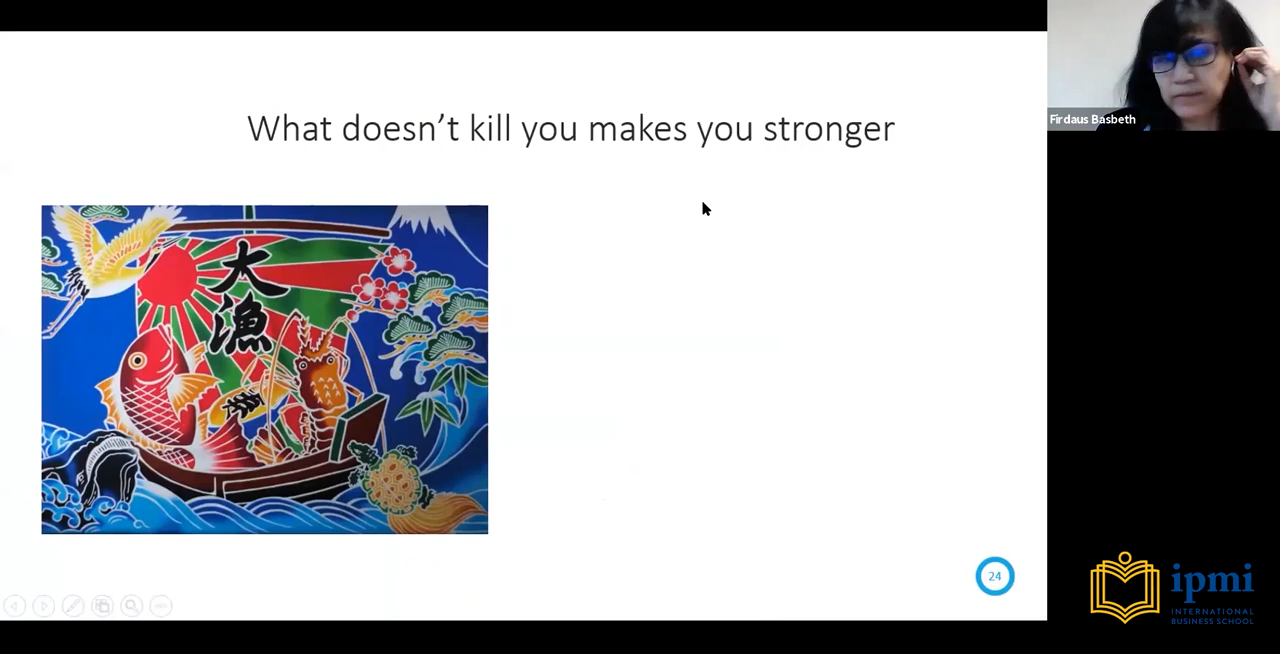 What doesn’t kill you makes you stronger
Firdaus Basbeth
大
漁
24
ipmi
INTERNATIONAL
BUSINESS SCHOOL